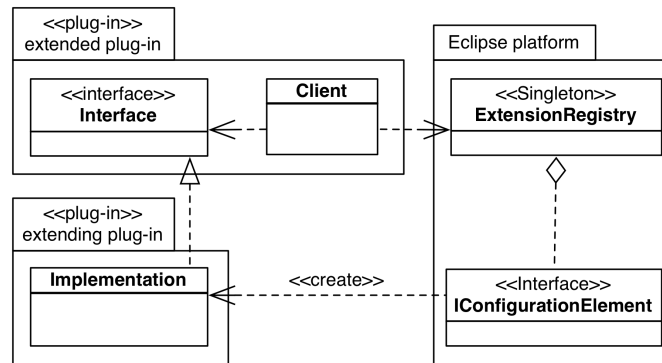 <<plug-in>>
extended plug-in
Eclipse platform
<<interface>>
Interface
Client
<<Singleton>>
ExtensionRegistry
<<plug-in>>
extending plug-in
Implementation
<<create>>
<<Interface>>
IConfigurationElement